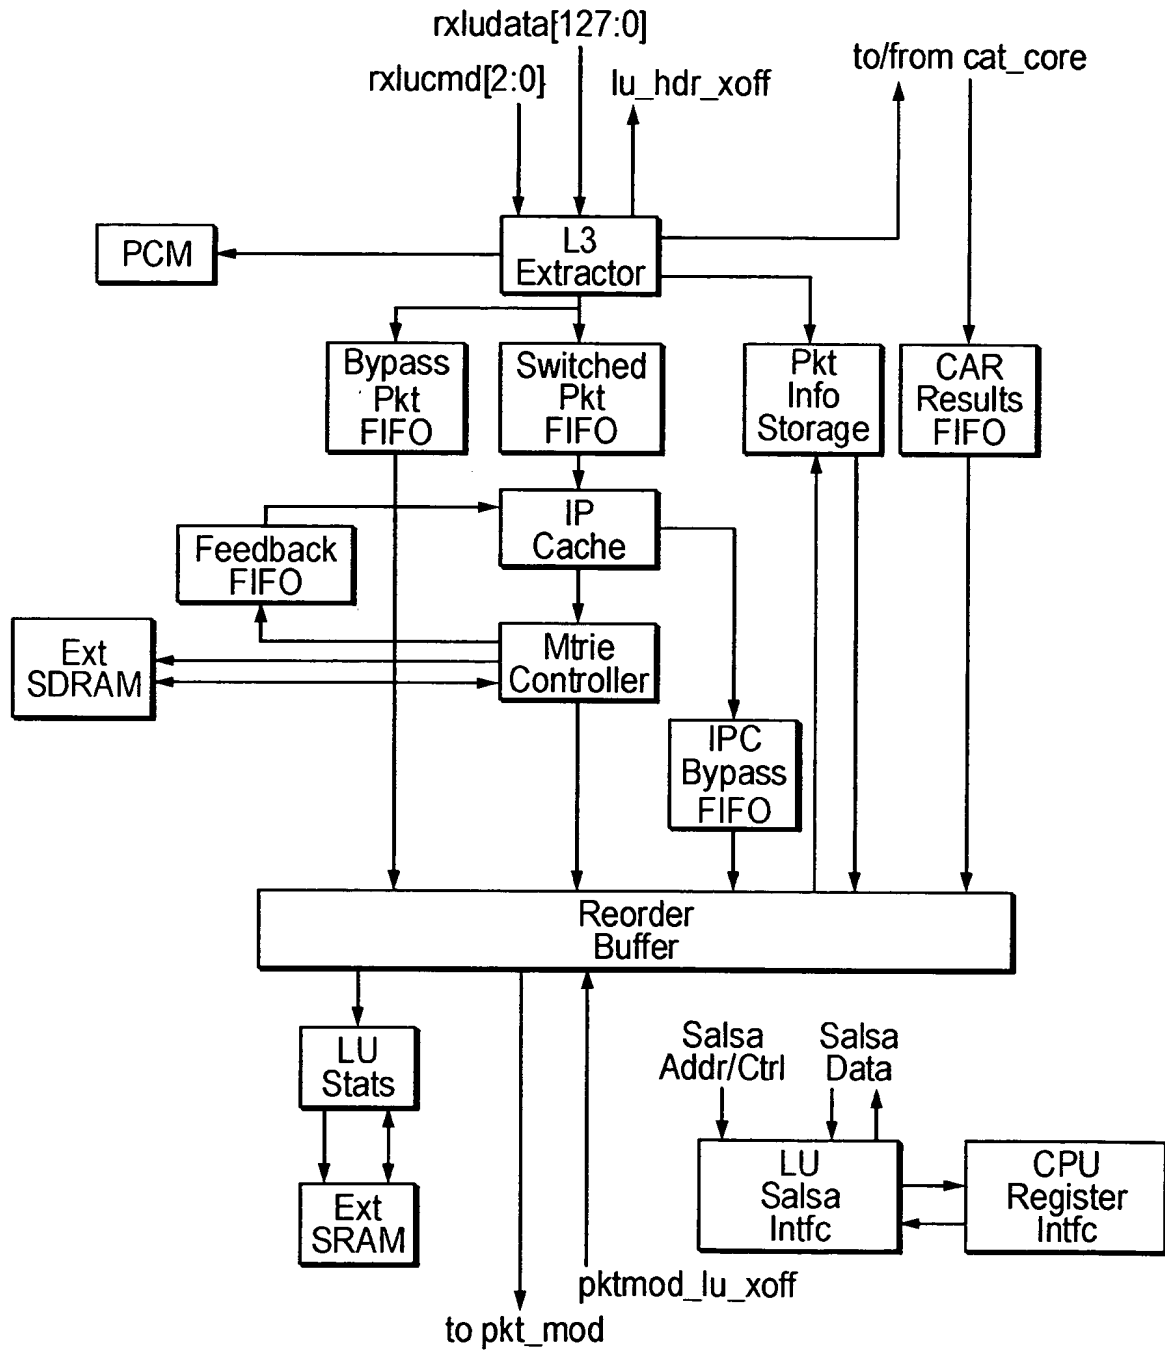 rxludata[127:0]
rxlucmd[2:0]
lu_hdr_xoff
to/from cat_core
L3
Extractor
PCM
Bypass
Pkt
FIFO
Switched
Pkt
FIFO
Pkt
Info
Storage
CAR
Results
FIFO
IP
Cache
Feedback
FIFO
Ext
SDRAM
Mtrie
Controller
IPC
Bypass
FIFO
Reorder
Buffer
LU
Stats
Salsa
Addr/Ctrl
Salsa
Data
LU
Salsa
Intfc
CPU
Register
Intfc
Ext
SRAM
pktmod_lu_xoff
to pkt_mod